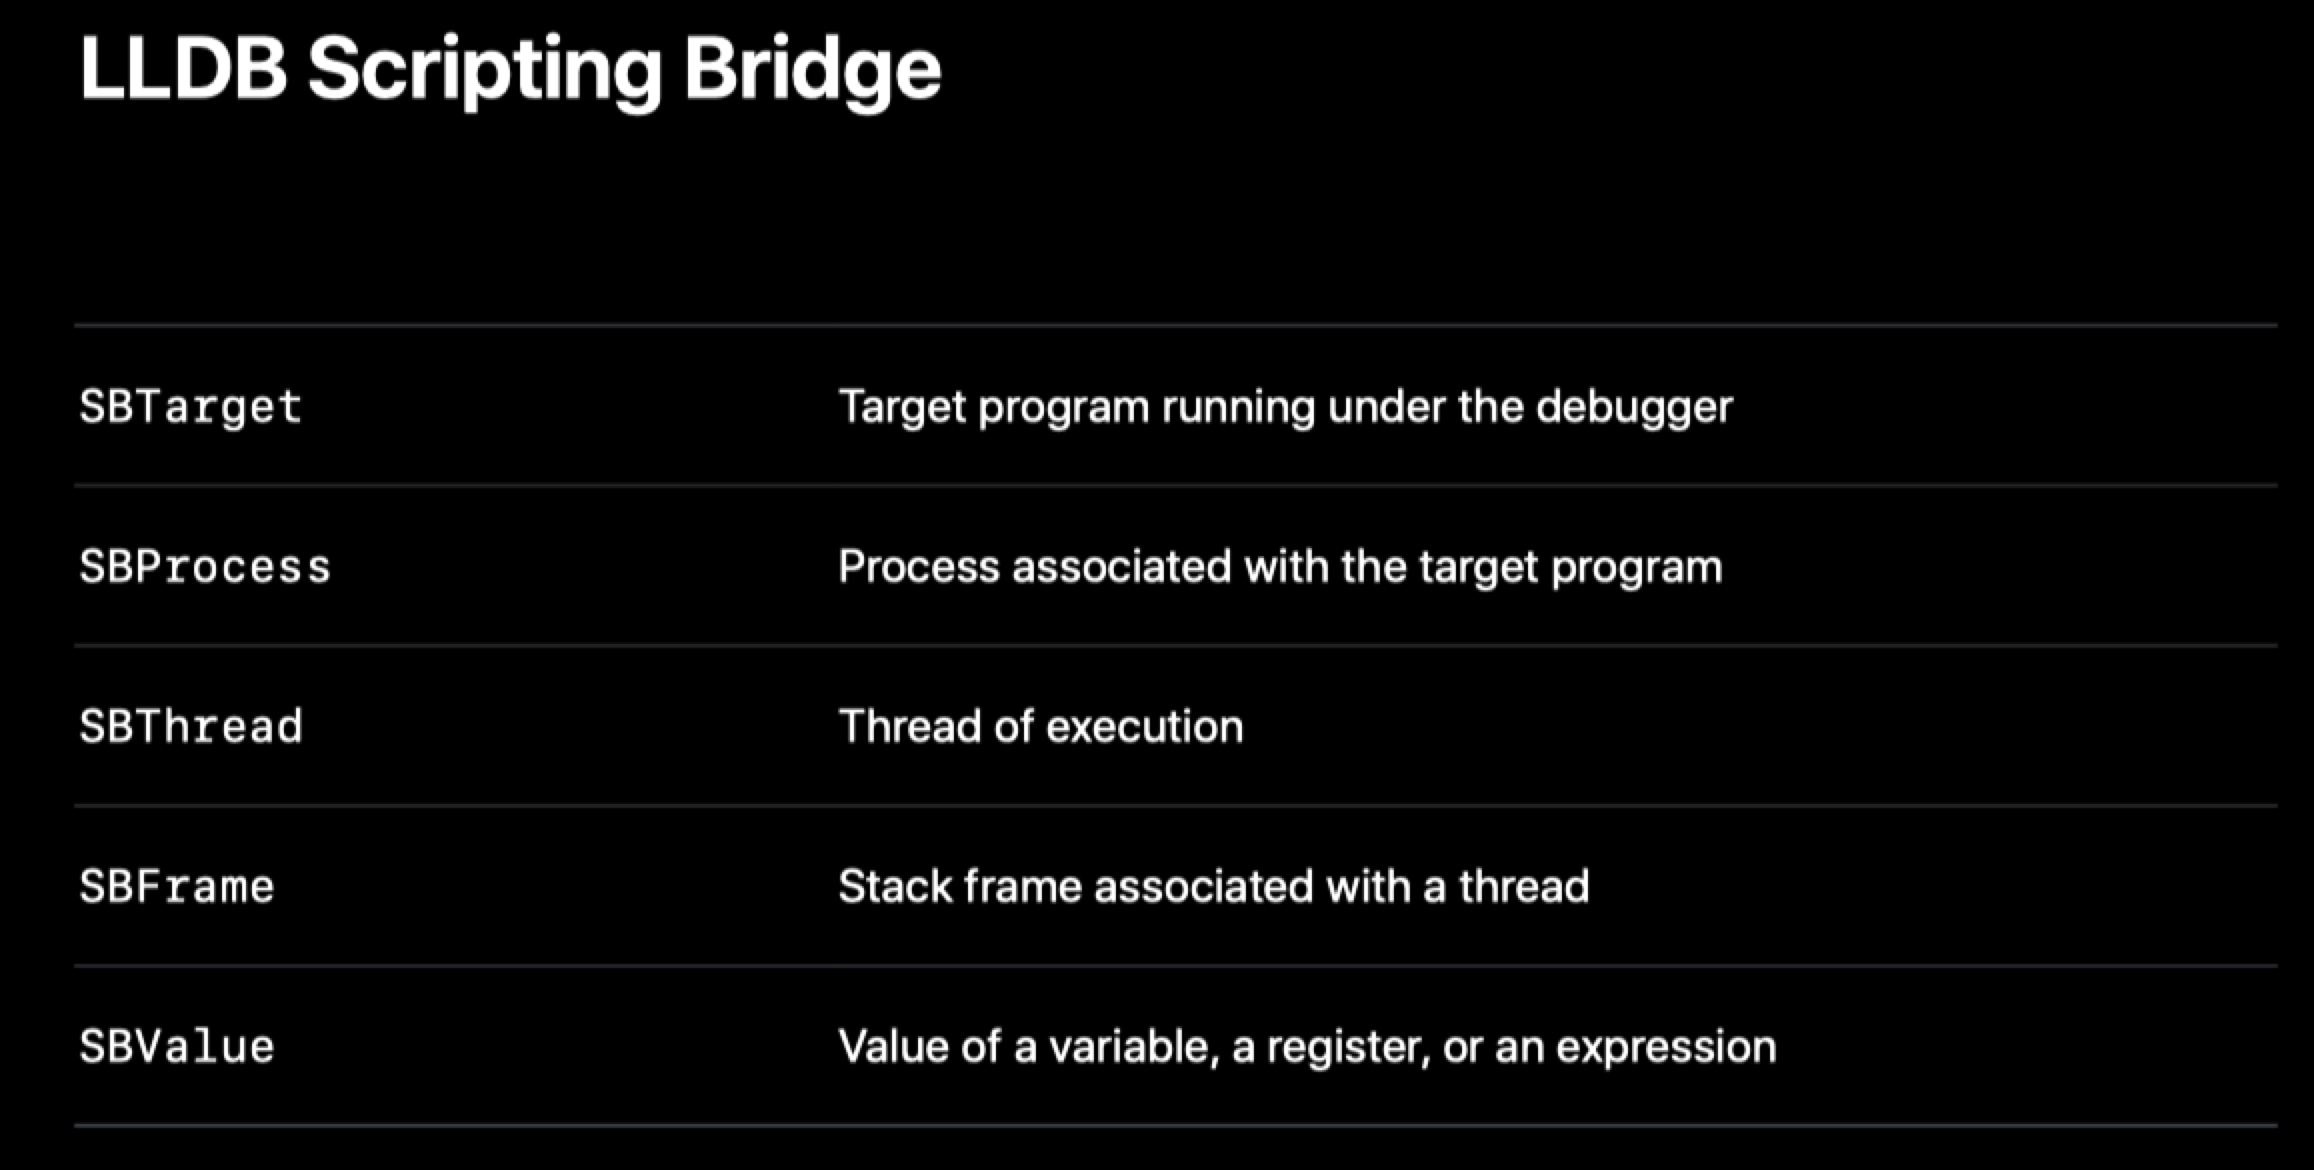 LLDB Scripting Bridge
SBTarget Target program running under the debugger
SBProcess Process associated with the target program
SBThread Thread of execution
SBFrame Stack frame associated with a thread
SBValue Value of a variable, a register, or an expression